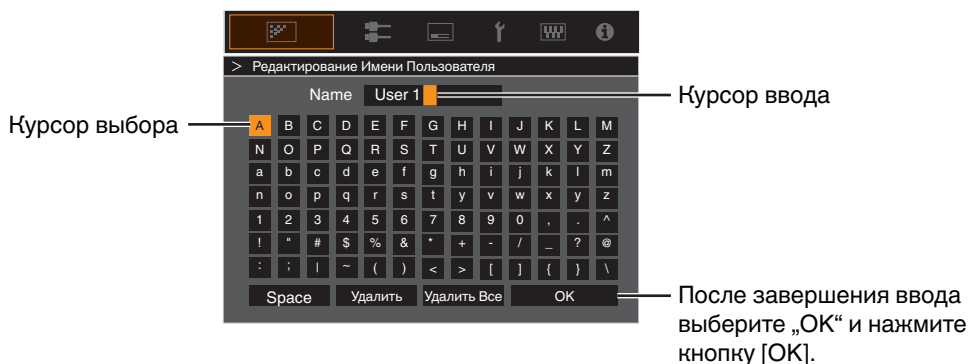 > Редактирование Имени Пользователя
Name User 1
Курсор ввода
Курсор выбора
A B C D E F G H I J K L M
N O P Q R S T U V W X Y Z
a b c d e f g h i j k l m
n o p q r s t y v w x y z
1 2 3 4 5 6 7 8 9 0 , . ^
! " # $ % & * + - / _ ? @
: ; | ~ ( ) < > [ ] { } \
Space Удалить Удалить Все OK
После завершения ввода
выберите „OK“ и нажмите
кнопку [OK].